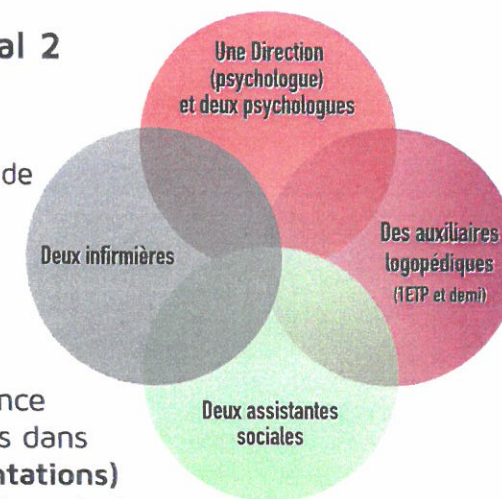 al 2
Une Direction
(psychologue)
et deux psychologues
de
Deux infirmières
Des auxiliaires
logopédiques
(1ETP et demi)
nce
s dans
Deux assistantes
sociales
ntations)